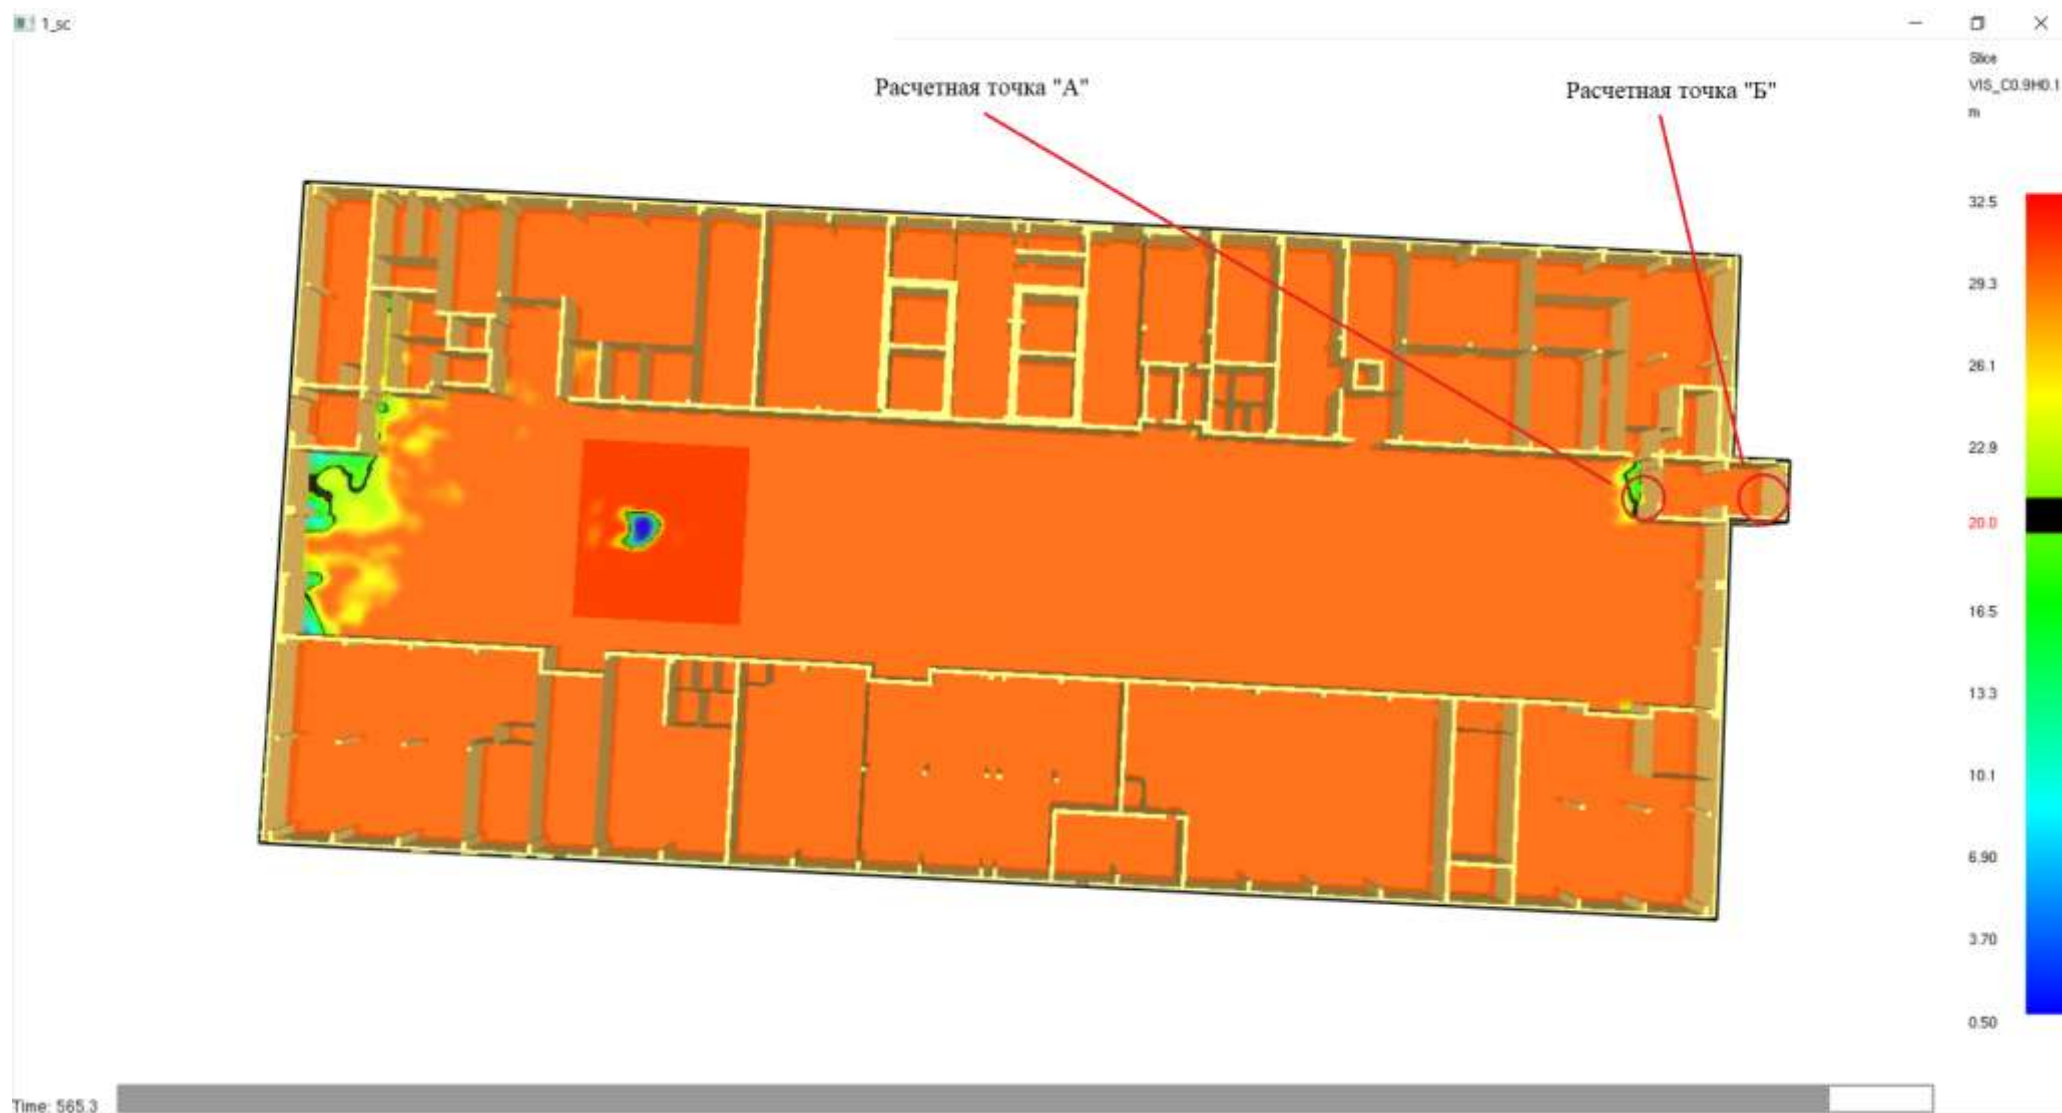 1_sc
Slice
VIS_C0.9H0.1
m
Расчетная точка "А"
Расчетная точка "Б"
32.5
29.3
26.1
22.9
20.0
16.5
13.3
10.1
6.90
3.70
0.50
Time: 565.3